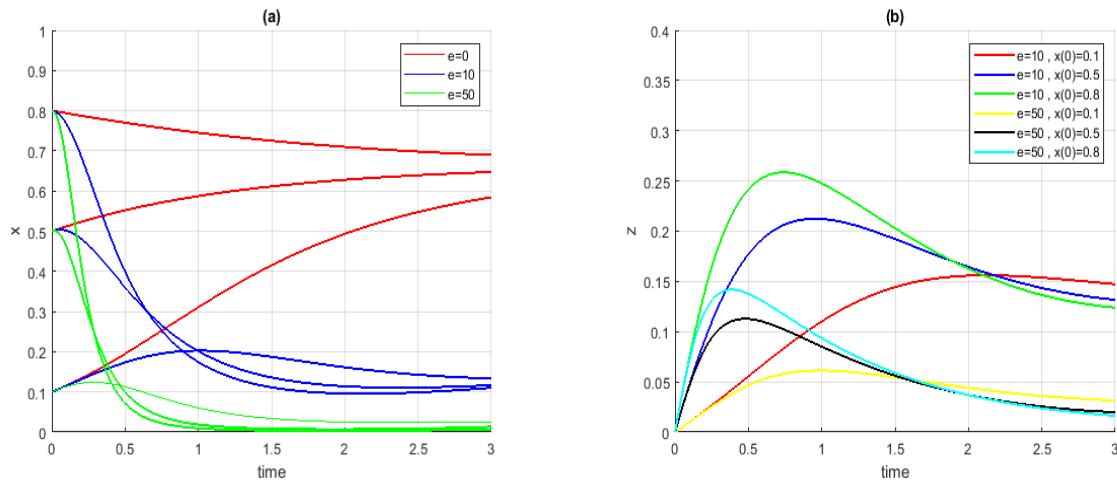 (a)
1
0.9
0.8
0.7
0.6
0.5
0.4
0.3
0.2
0.1
0
x
0
0.5
1
1.5
2
2.5
3
time
e=0
e=10
e=50
(b)
0.4
0.35
0.3
0.25
0.2
0.15
0.1
0.05
0
z
0
0.5
1
1.5
2
2.5
3
time
e=10 , x(0)=0.1
e=10 , x(0)=0.5
e=10 , x(0)=0.8
e=50 , x(0)=0.1
e=50 , x(0)=0.5
e=50 , x(0)=0.8